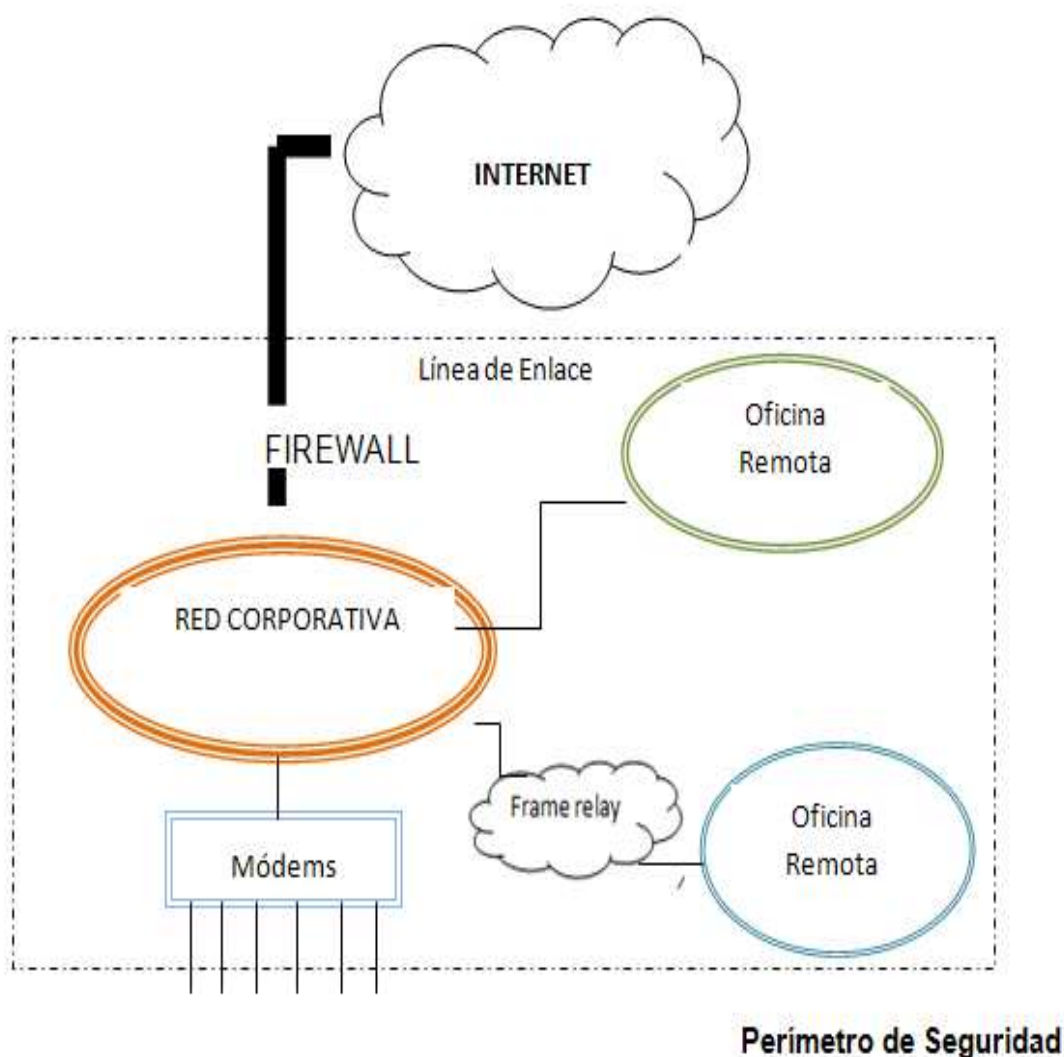 INTERNET
Línea de Enlace
Oficina
Remota
FIREWALL
RED CORPORATIVA
Frame relay
Oficina
Remota
Módems
Perímetro de Seguridad